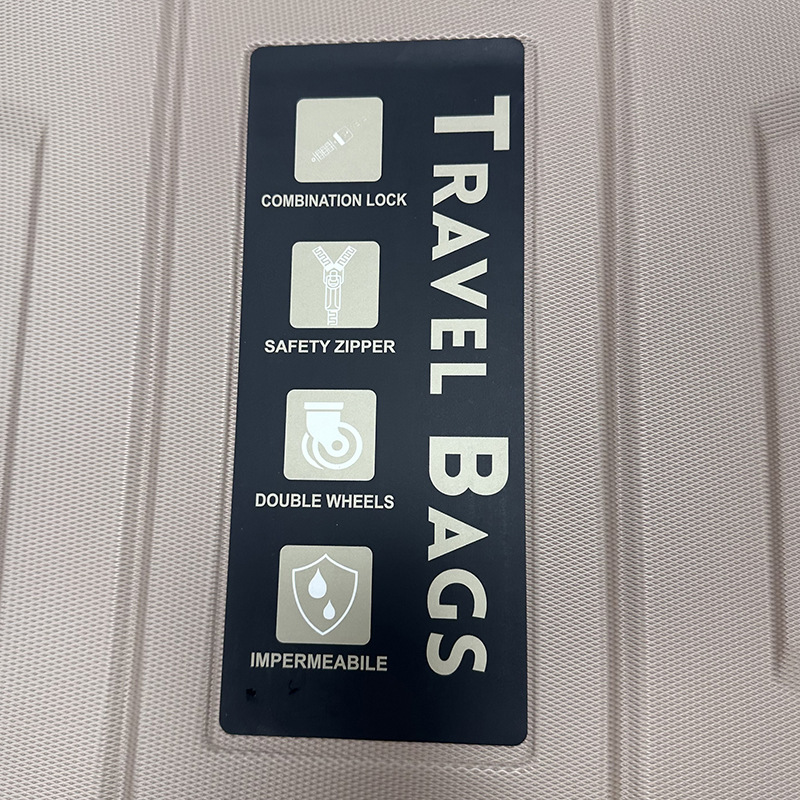 COMBINATION LOCK
SAFETY ZIPPER
DOUBLE WHEELS
IMPERMEABILE
TRAVEL BAGS